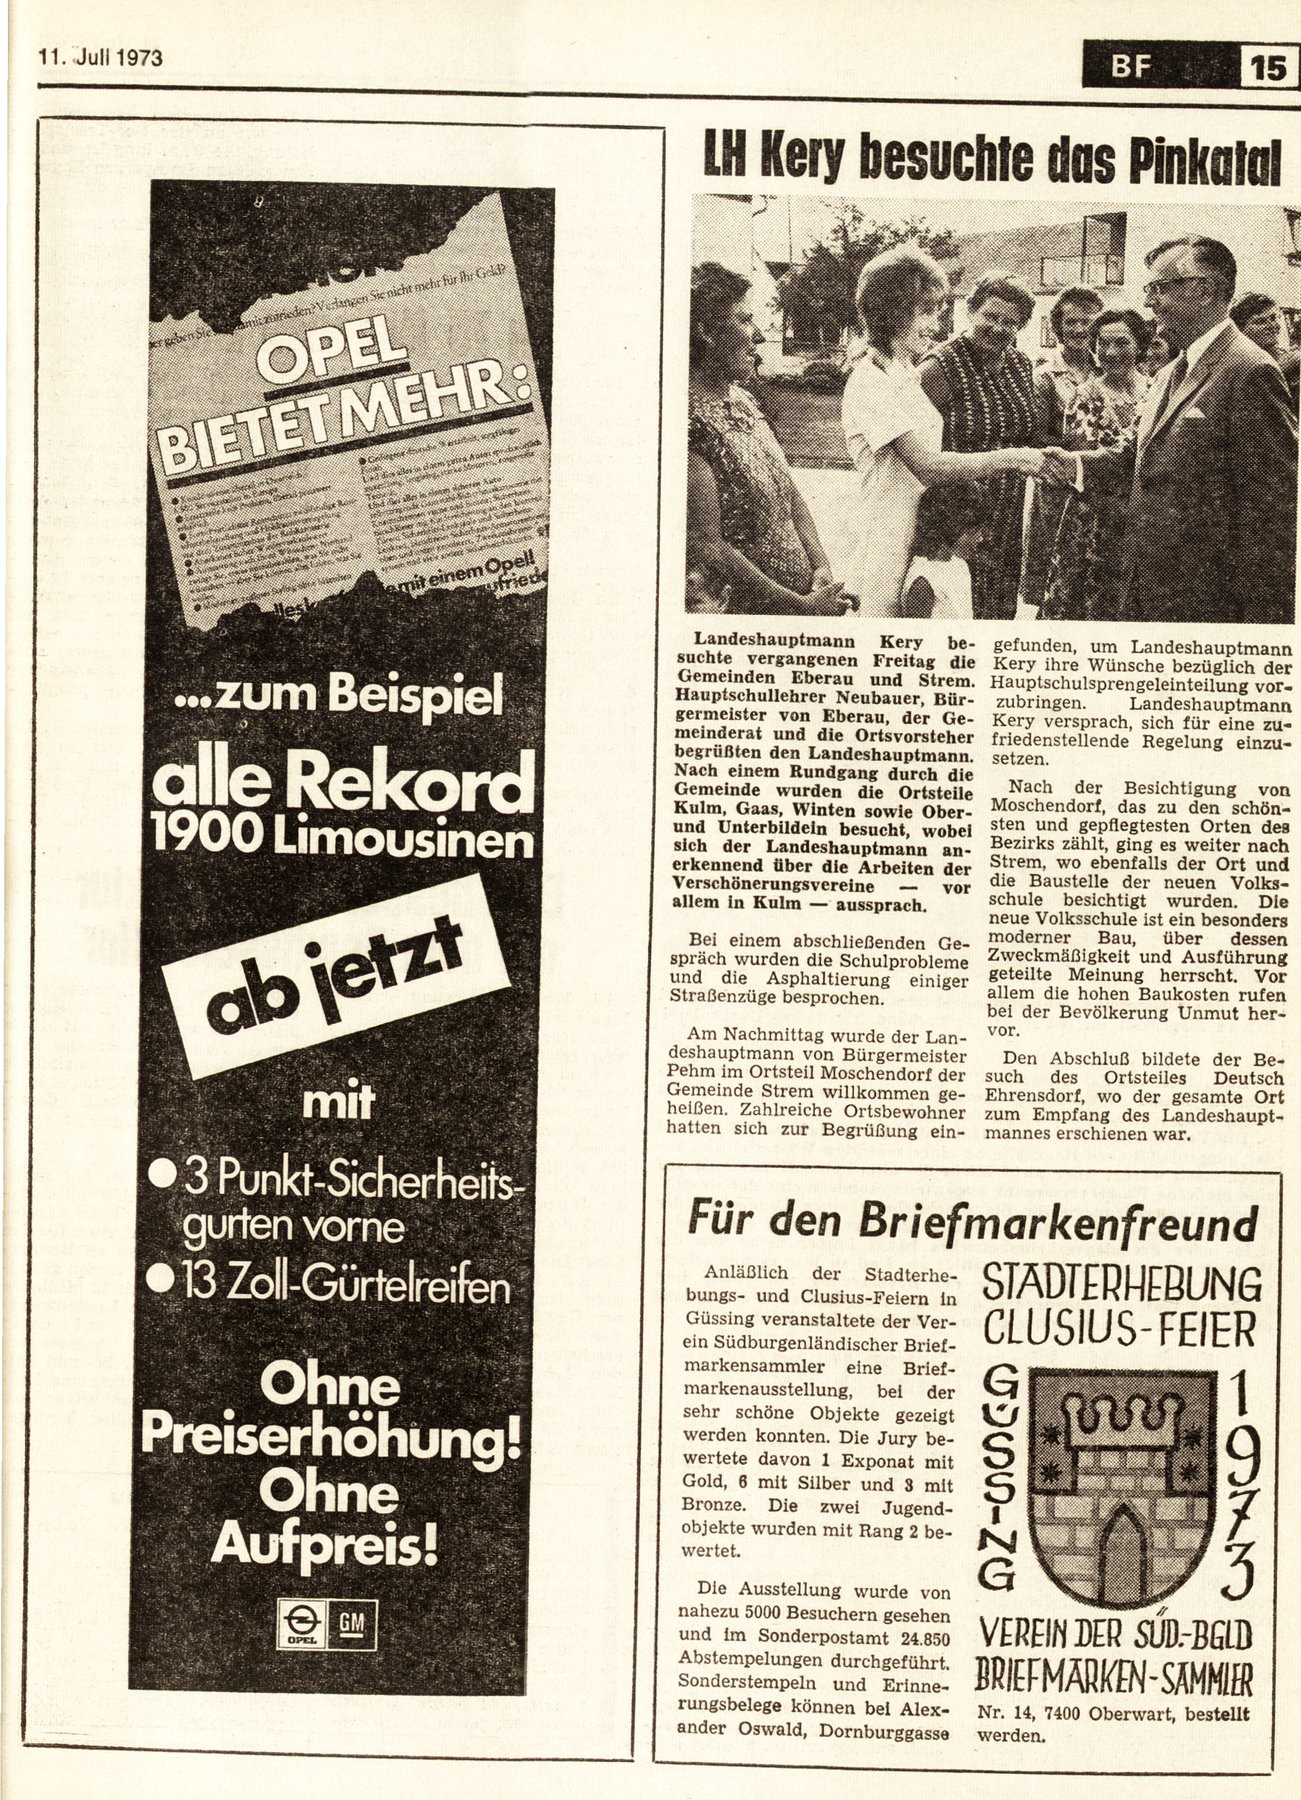 11. Juli 1973
BF 15
OPEL
BIETET MEHR:
...zum Beispiel
alle Rekord
1900 Limousinen
ab jetzt
mit
● 3 Punkt-Sicherheits-
gurten vorne
● 13 Zoll-Gürtelreifen
Ohne
Preiserhöhung!
Ohne
Aufpreis!
OPEL GM
LH Kery besuchte das Pinkatal
Landeshauptmann Kery be-
suchte vergangenen Freitag die
Gemeinden Eberau und Strem.
Hauptschullehrer Neubauer, Bür-
germeister von Eberau, der Ge-
meinderat und die Ortsvorsteher
begrüßten den Landeshauptmann.
Nach einem Rundgang durch die
Gemeinde wurden die Ortsteile
Kulm, Gaas, Winten sowie Ober-
und Unterbildein besucht, wobei
sich der Landeshauptmann an-
erkennend über die Arbeiten der
Verschönerungsvereine — vor
allem in Kulm — aussprach.
Bei einem abschließenden Ge-
spräch wurden die Schulprobleme
und die Asphaltierung einiger
Straßenzüge besprochen.
Am Nachmittag wurde der Lan-
deshauptmann von Bürgermeister
Pehm im Ortsteil Moschendorf der
Gemeinde Strem willkommen ge-
heißen. Zahlreiche Ortsbewohner
hatten sich zur Begrüßung ein-
gefunden, um Landeshauptmann
Kery ihre Wünsche bezüglich der
Hauptschulsprengeleinteilung vor-
zubringen. Landeshauptmann
Kery versprach, sich für eine zu-
friedenstellende Regelung einzu-
setzen.
Nach der Besichtigung von
Moschendorf, das zu den schön-
sten und gepflegtesten Orten des
Bezirks zählt, ging es weiter nach
Strem, wo ebenfalls der Ort und
die Baustelle der neuen Volks-
schule besichtigt wurden. Die
neue Volksschule ist ein besonders
moderner Bau, über dessen
Zweckmäßigkeit und Ausführung
geteilte Meinung herrscht. Vor
allem die hohen Baukosten rufen
bei der Bevölkerung Unmut her-
vor.
Den Abschluß bildete der Be-
such des Ortsteiles Deutsch
Ehrensdorf, wo der gesamte Ort
zum Empfang des Landeshaupt-
mannes erschienen war.
Für den Briefmarkenfreund
Anläßlich der Stadterhe-
bungs- und Clusius-Feiern in
Güssing veranstaltete der Ver-
ein Südburgenländischer Brief-
markensammler eine Brief-
markenausstellung, bei der
sehr schöne Objekte gezeigt
werden konnten. Die Jury be-
wertete davon 1 Exponat mit
Gold, 6 mit Silber und 3 mit
Bronze. Die zwei Jugend-
objekte wurden mit Rang 2 be-
wertet.
Die Ausstellung wurde von
nahezu 5000 Besuchern gesehen
und im Sonderpostamt 24.850
Abstempelungen durchgeführt.
Sonderstempeln und Erinne-
rungsbelege können bei Alex-
ander Oswald, Dornburggasse
STADTERHEBUNG
CLUSIUS-FEIER
GÜSSING
1973
VEREIN DER SÜD.-BGLD
BRIEFMARKEN-SAMMLER
Nr. 14, 7400 Oberwart, bestellt
werden.